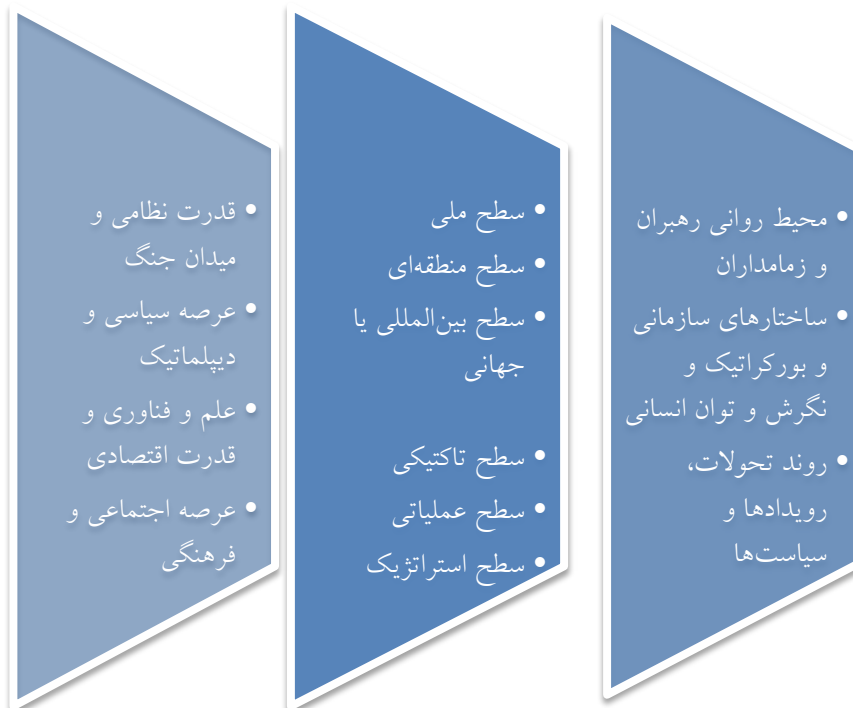 • محیط روانی رهبران
و زمامداران
• ساختارهای سازمانی
و بورکراتیک و
نگرش و توان انسانی
• روند تحولات،
رویدادها و
سیاست‌ها
• سطح ملی
• سطح منطقه‌ای
• سطح بین‌المللی یا
جهانی
• سطح تاکتیکی
• سطح عملیاتی
• سطح استراتژیک
• قدرت نظامی و
میدان جنگ
• عرصه سیاسی و
دیپلماتیک
• علم و فناوری و
قدرت اقتصادی
• عرصه اجتماعی و
فرهنگی